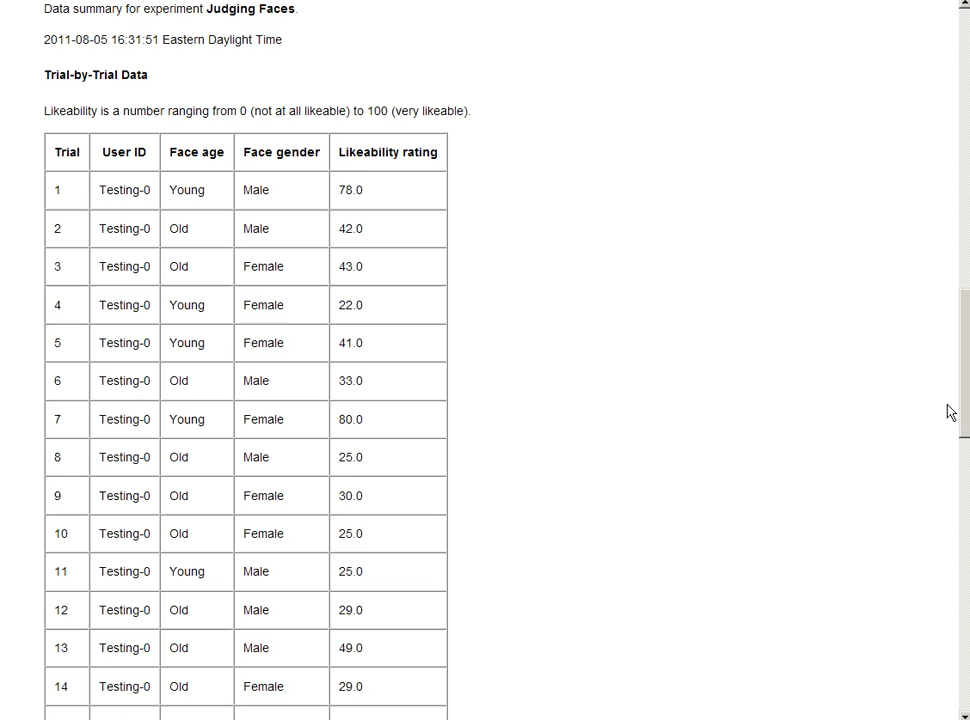 Data summary for experiment Judging Faces.
2011-08-05 16:31:51 Eastern Daylight Time
Trial-by-Trial Data
Likeability is a number ranging from 0 (not at all likeable) to 100 (very likeable).
Trial User ID Face age Face gender Likeability rating
1 Testing-0 Young Male 78.0
2 Testing-0 Old Male 42.0
3 Testing-0 Old Female 43.0
4 Testing-0 Young Female 22.0
5 Testing-0 Young Female 41.0
6 Testing-0 Old Male 33.0
7 Testing-0 Young Female 80.0
8 Testing-0 Old Male 25.0
9 Testing-0 Old Female 30.0
10 Testing-0 Old Female 25.0
11 Testing-0 Young Male 25.0
12 Testing-0 Old Male 29.0
13 Testing-0 Old Male 49.0
14 Testing-0 Old Female 29.0